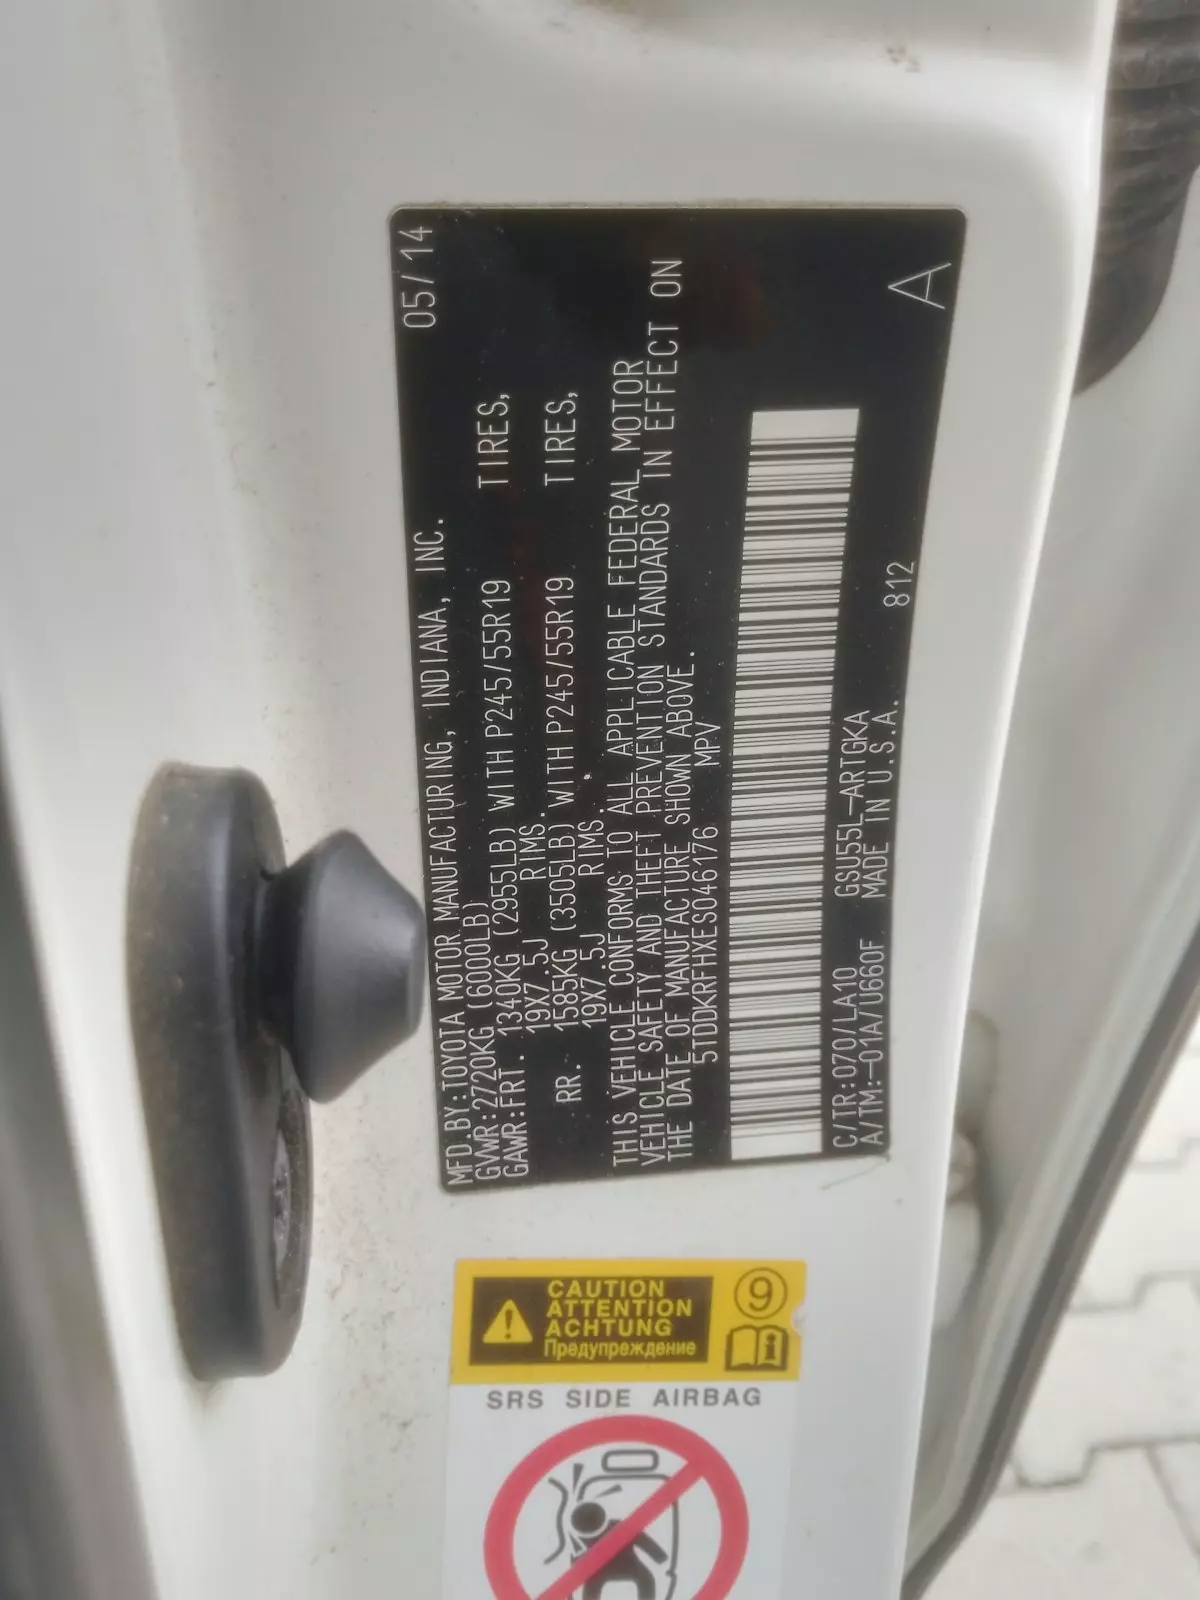 MFD.BY:TOYOTA MOTOR MANUFACTURING, INDIANA, INC. 05/14
GVWR:2720KG (6000LB)
GAWR:FRT. 1340KG (2955LB) WITH P245/55R19 TIRES,
19X7.5J RIMS.
RR. 1585KG (3505LB) WITH P245/55R19 TIRES,
19X7.5J RIMS.
THIS VEHICLE CONFORMS TO ALL APPLICABLE FEDERAL MOTOR
VEHICLE SAFETY AND THEFT PREVENTION STANDARDS IN EFFECT ON
THE DATE OF MANUFACTURE SHOWN ABOVE.
5TDDKRFHXES046176 MPV
C/TR:070/LA10 GSU55L-ARTGKA
A/TM:-01A/U660F MADE IN U.S.A. 812 A
CAUTION
ATTENTION
ACHTUNG
Предупреждение
9
i
SRS SIDE AIRBAG